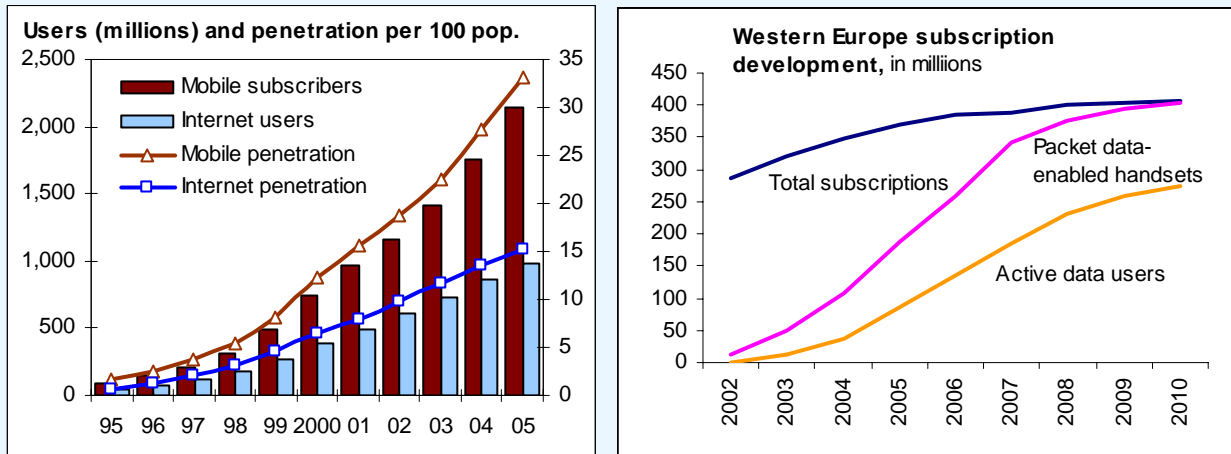 Users (millions) and penetration per 100 pop.
2,500
2,000
1,500
1,000
500
0
35
30
25
20
15
10
5
0
Mobile subscribers
Internet users
Mobile penetration
Internet penetration
95 96 97 98 99 2000 01 02 03 04 05
Western Europe subscription
development, in milliions
450
400
350
300
250
200
150
100
50
0
Total subscriptions
Packet data-
enabled handsets
Active data users
2002 2003 2004 2005 2006 2007 2008 2009 2010